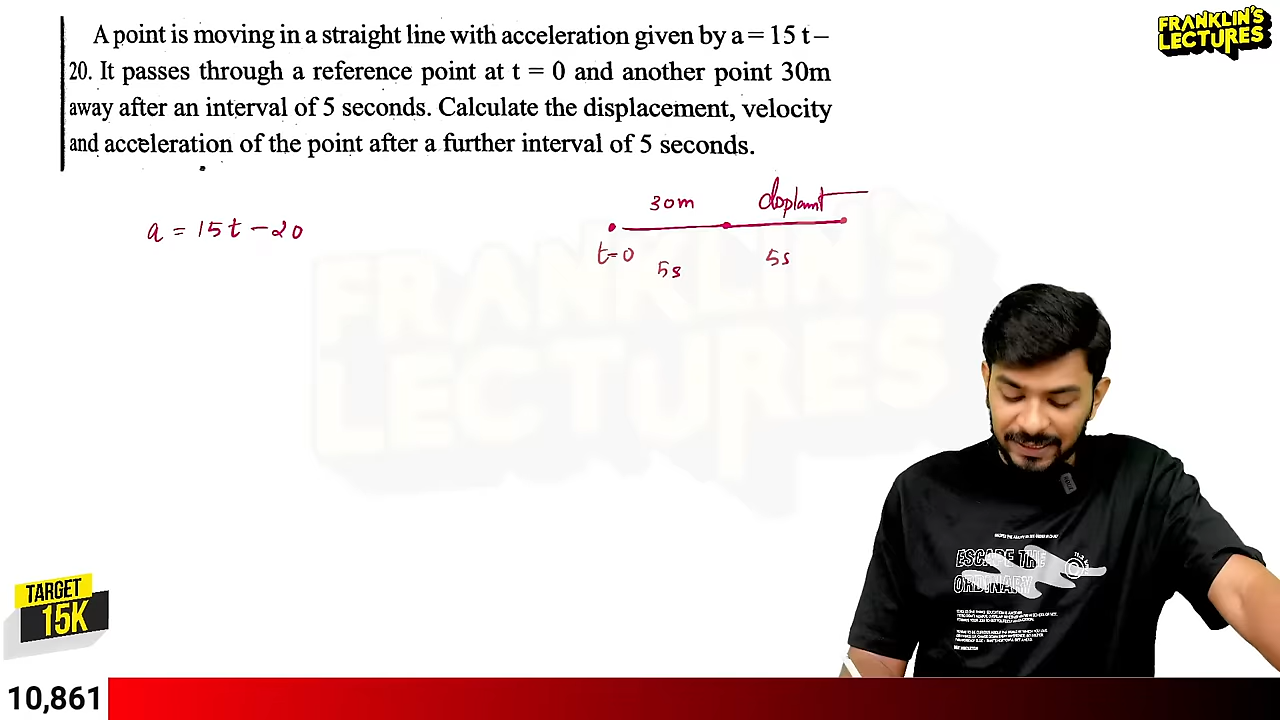 FRANKLIN'S
LECTURES
A point is moving in a straight line with acceleration given by a = 15 t –
20. It passes through a reference point at t = 0 and another point 30m
away after an interval of 5 seconds. Calculate the displacement, velocity
and acceleration of the point after a further interval of 5 seconds.
a = 15t - 20
30m
t=0
5s
5s
FRANKLIN'S
LECTURES
ESCAPE THE
ORDINARY
TARGET
15K
10,861